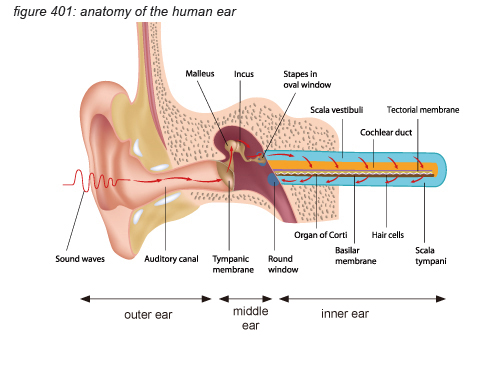 figure 401: anatomy of the human ear
Malleus
Incus
Stapes in
oval window
Scala vestibuli
Tectorial membrane
Cochlear duct
Organ of Corti
Hair cells
Basilar
membrane
Scala
tympani
Sound waves
Auditory canal
Tympanic
membrane
Round
window
outer ear
middle
ear
inner ear